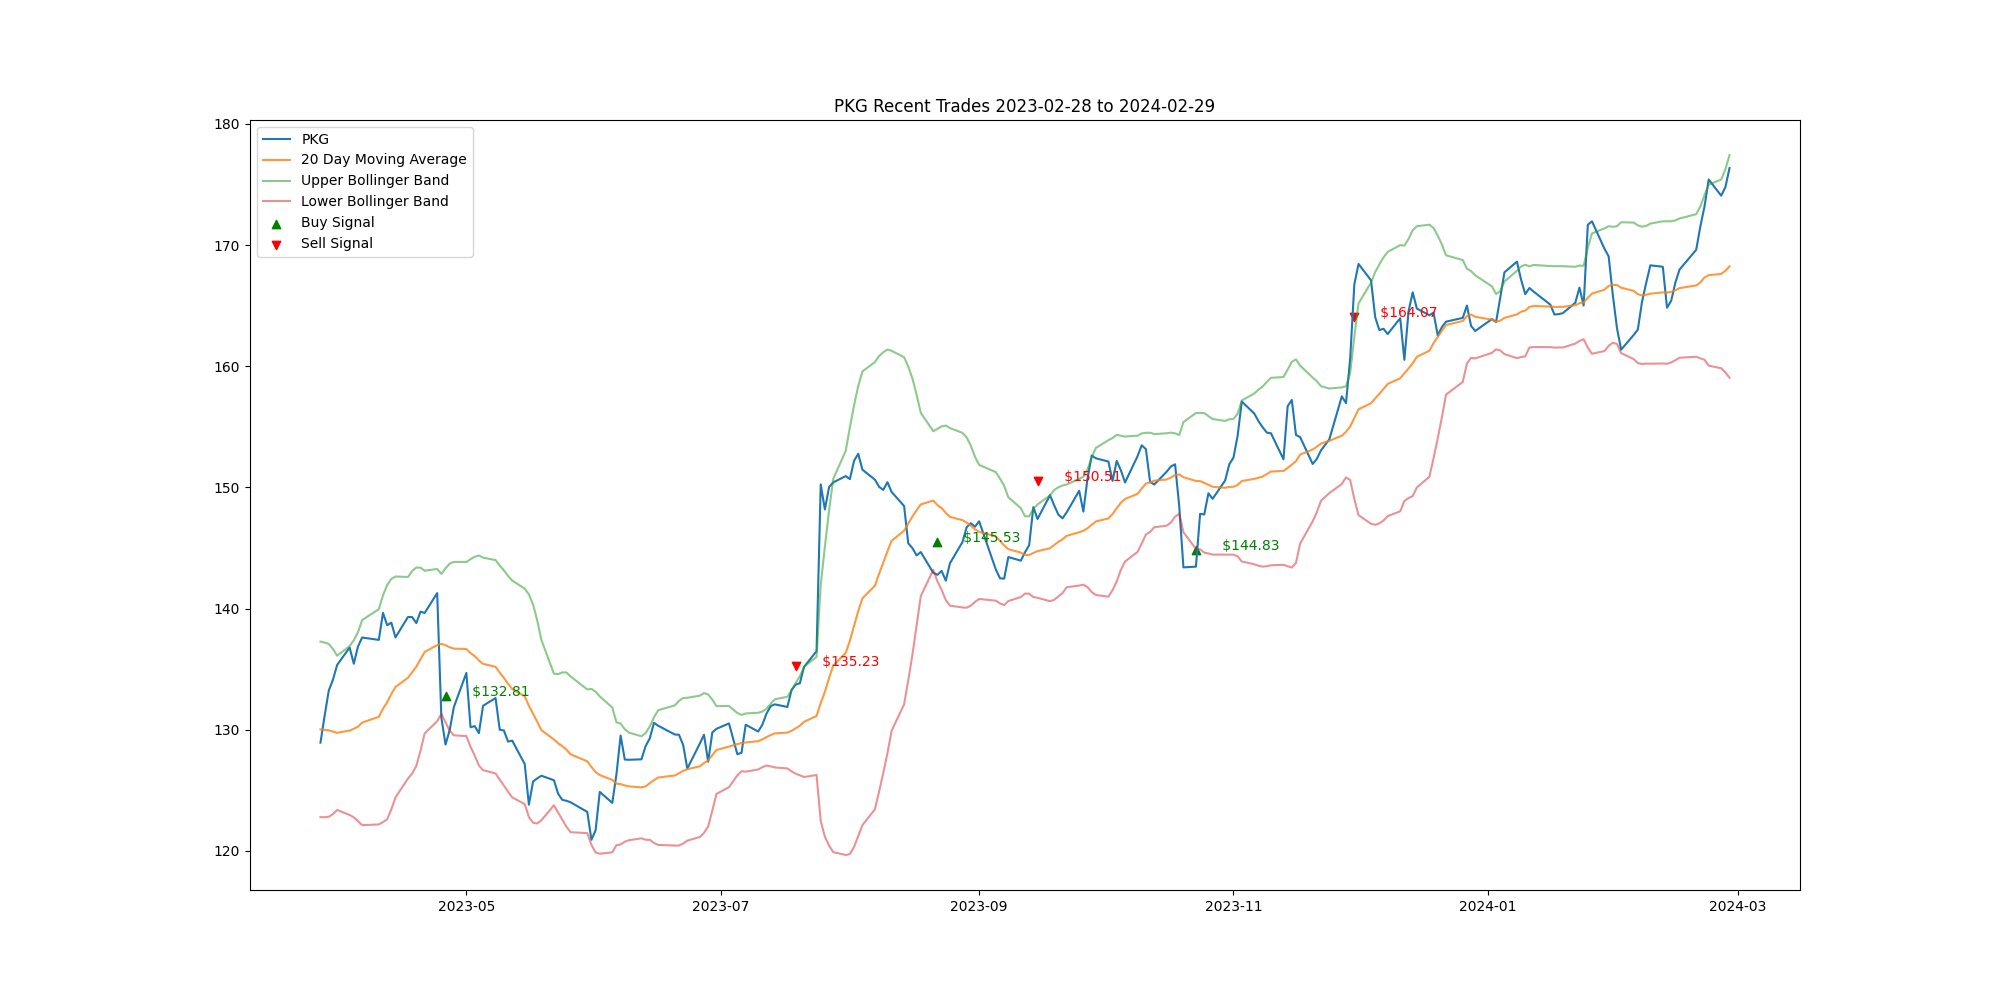 PKG Recent Trades 2023-02-28 to 2024-02-29
180
170
160
150
140
130
120
PKG
20 Day Moving Average
Upper Bollinger Band
Lower Bollinger Band
Buy Signal
Sell Signal
$132.81
$135.23
$145.53
$150.51
$144.83
$164.07
2023-05
2023-07
2023-09
2023-11
2024-01
2024-03